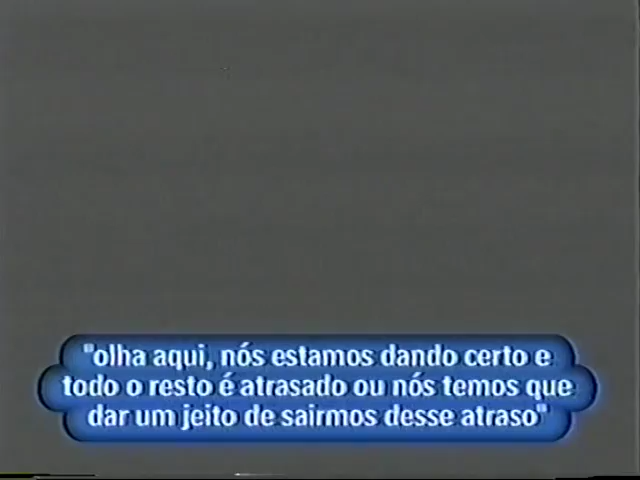 "olha aqui, nós estamos dando certo e
todo o resto é atrasado ou nós temos que
dar um jeito de sairmos desse atraso"